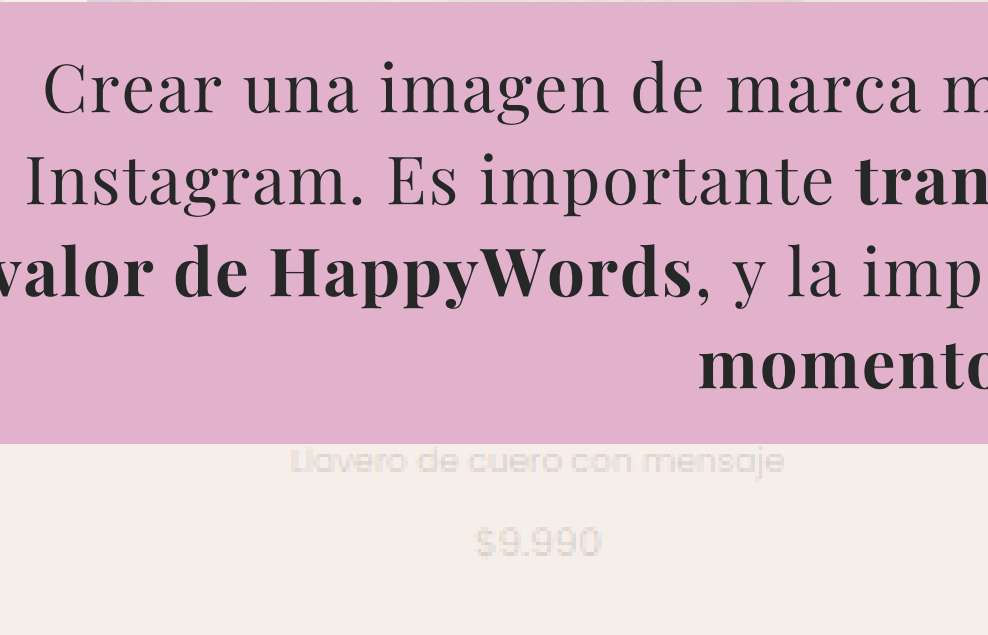 Crear una imagen de marca m
Instagram. Es importante tran
valor de HappyWords, y la imp
momento
Llavero de cuero con mensaje
$9.990